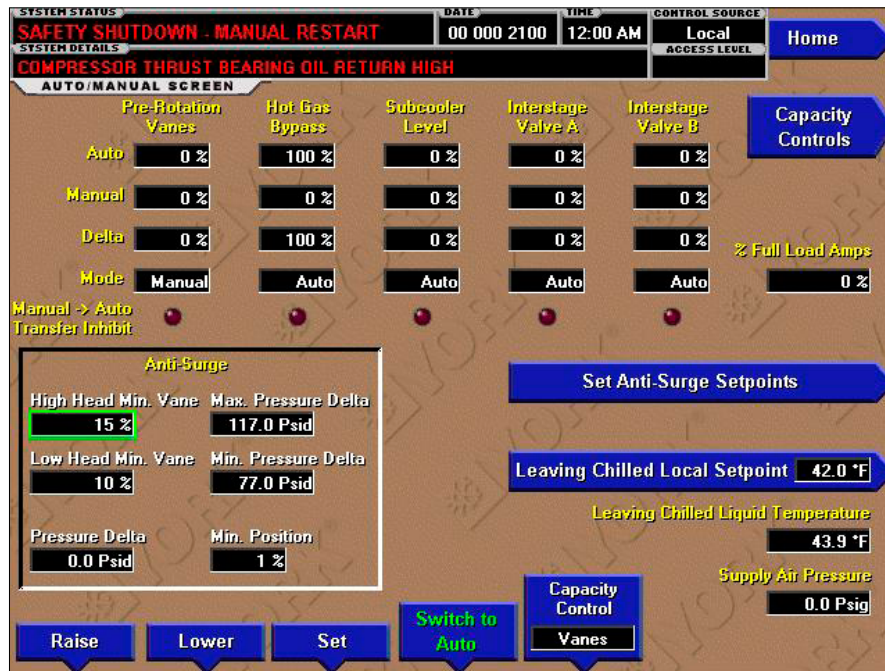 SYSTEM STATUS DATE TIME CONTROL SOURCE
SAFETY SHUTDOWN - MANUAL RESTART 00 000 2100 12:00 AM Local Home
SYSTEM DETAILS ACCESS LEVEL
COMPRESSOR THRUST BEARING OIL RETURN HIGH
AUTO/MANUAL SCREEN
Pre-Rotation Vanes Hot Gas Bypass Subcooler Level Interstage Valve A Interstage Valve B
Capacity Controls
Auto 0 % 100 % 0 % 0 % 0 %
Manual 0 % 0 % 0 % 0 % 0 %
Delta 0 % 100 % 0 % 0 % 0 %
% Full Load Amps
Mode Manual Auto Auto Auto Auto 0 %
Manual -> Auto
Transfer Inhibit
Anti-Surge
High Head Min. Vane Max. Pressure Delta
15 % 117.0 Psid
Low Head Min. Vane Min. Pressure Delta
10 % 77.0 Psid
Pressure Delta Min. Position
0.0 Psid 1 %
Set Anti-Surge Setpoints
Leaving Chilled Local Setpoint 42.0 °F
Leaving Chilled Liquid Temperature
43.9 °F
Supply Air Pressure
0.0 Psig
Raise Lower Set Switch to Auto Capacity Control
Vanes
YORK